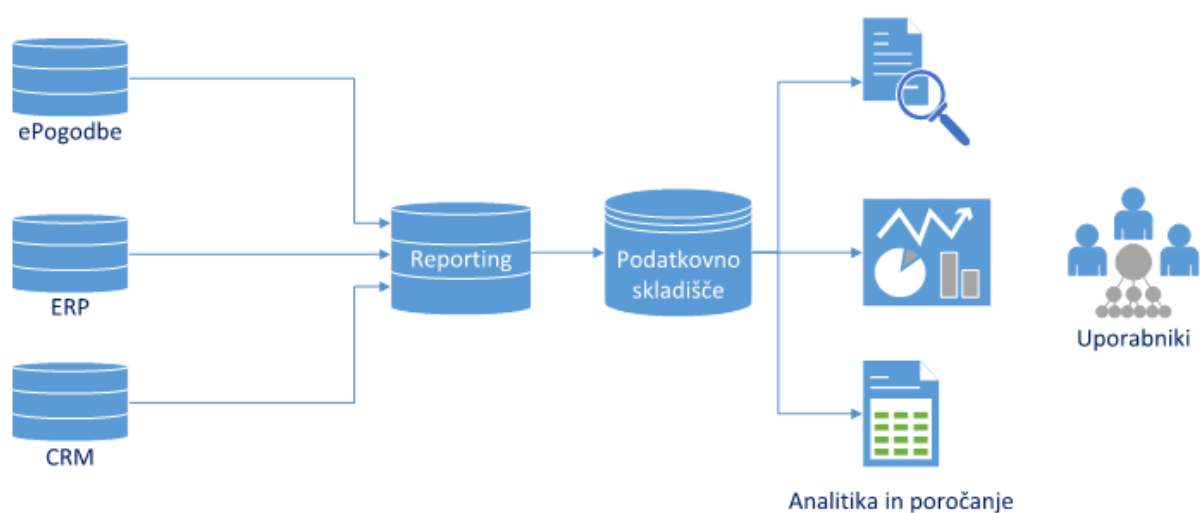 ePogodbe
ERP
CRM
Reporting
Podatkovno
skladišče
Analitika in poročanje
Uporabniki